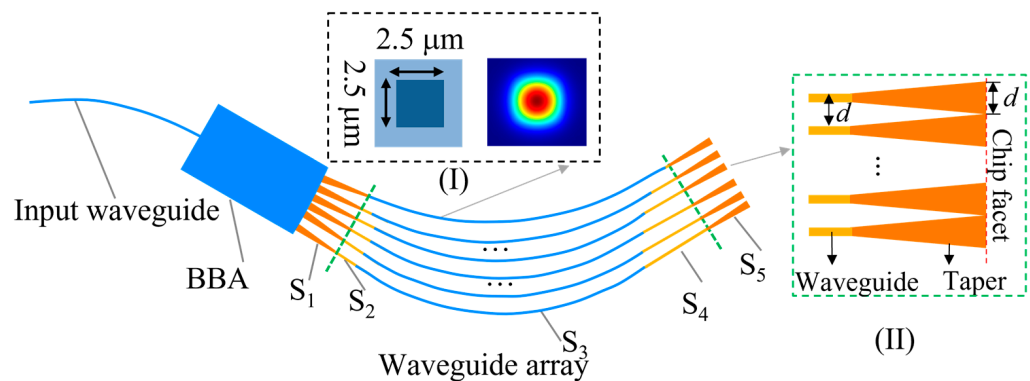 2.5 μm
2.5 μm
(I)
Input waveguide
BBA
S1
S2
...
...
S3
Waveguide array
S4
S5
d
d
...
Chip facet
Waveguide
Taper
(II)